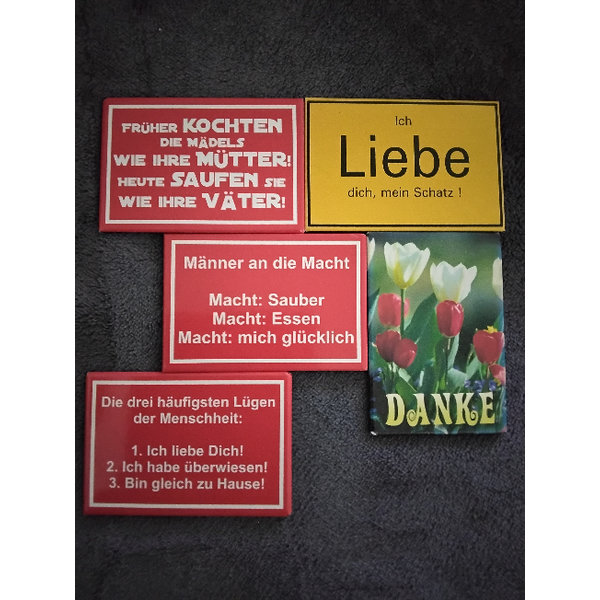 FRÜHER KOCHTEN
DIE MÄDELS
WIE IHRE MÜTTER!
HEUTE SAUFEN SIE
WIE IHRE VÄTER!
Ich
Liebe
dich, mein Schatz !
Männer an die Macht
Macht: Sauber
Macht: Essen
Macht: mich glücklich
DANKE
Die drei häufigsten Lügen
der Menschheit:
1. Ich liebe Dich!
2. Ich habe überwiesen!
3. Bin gleich zu Hause!